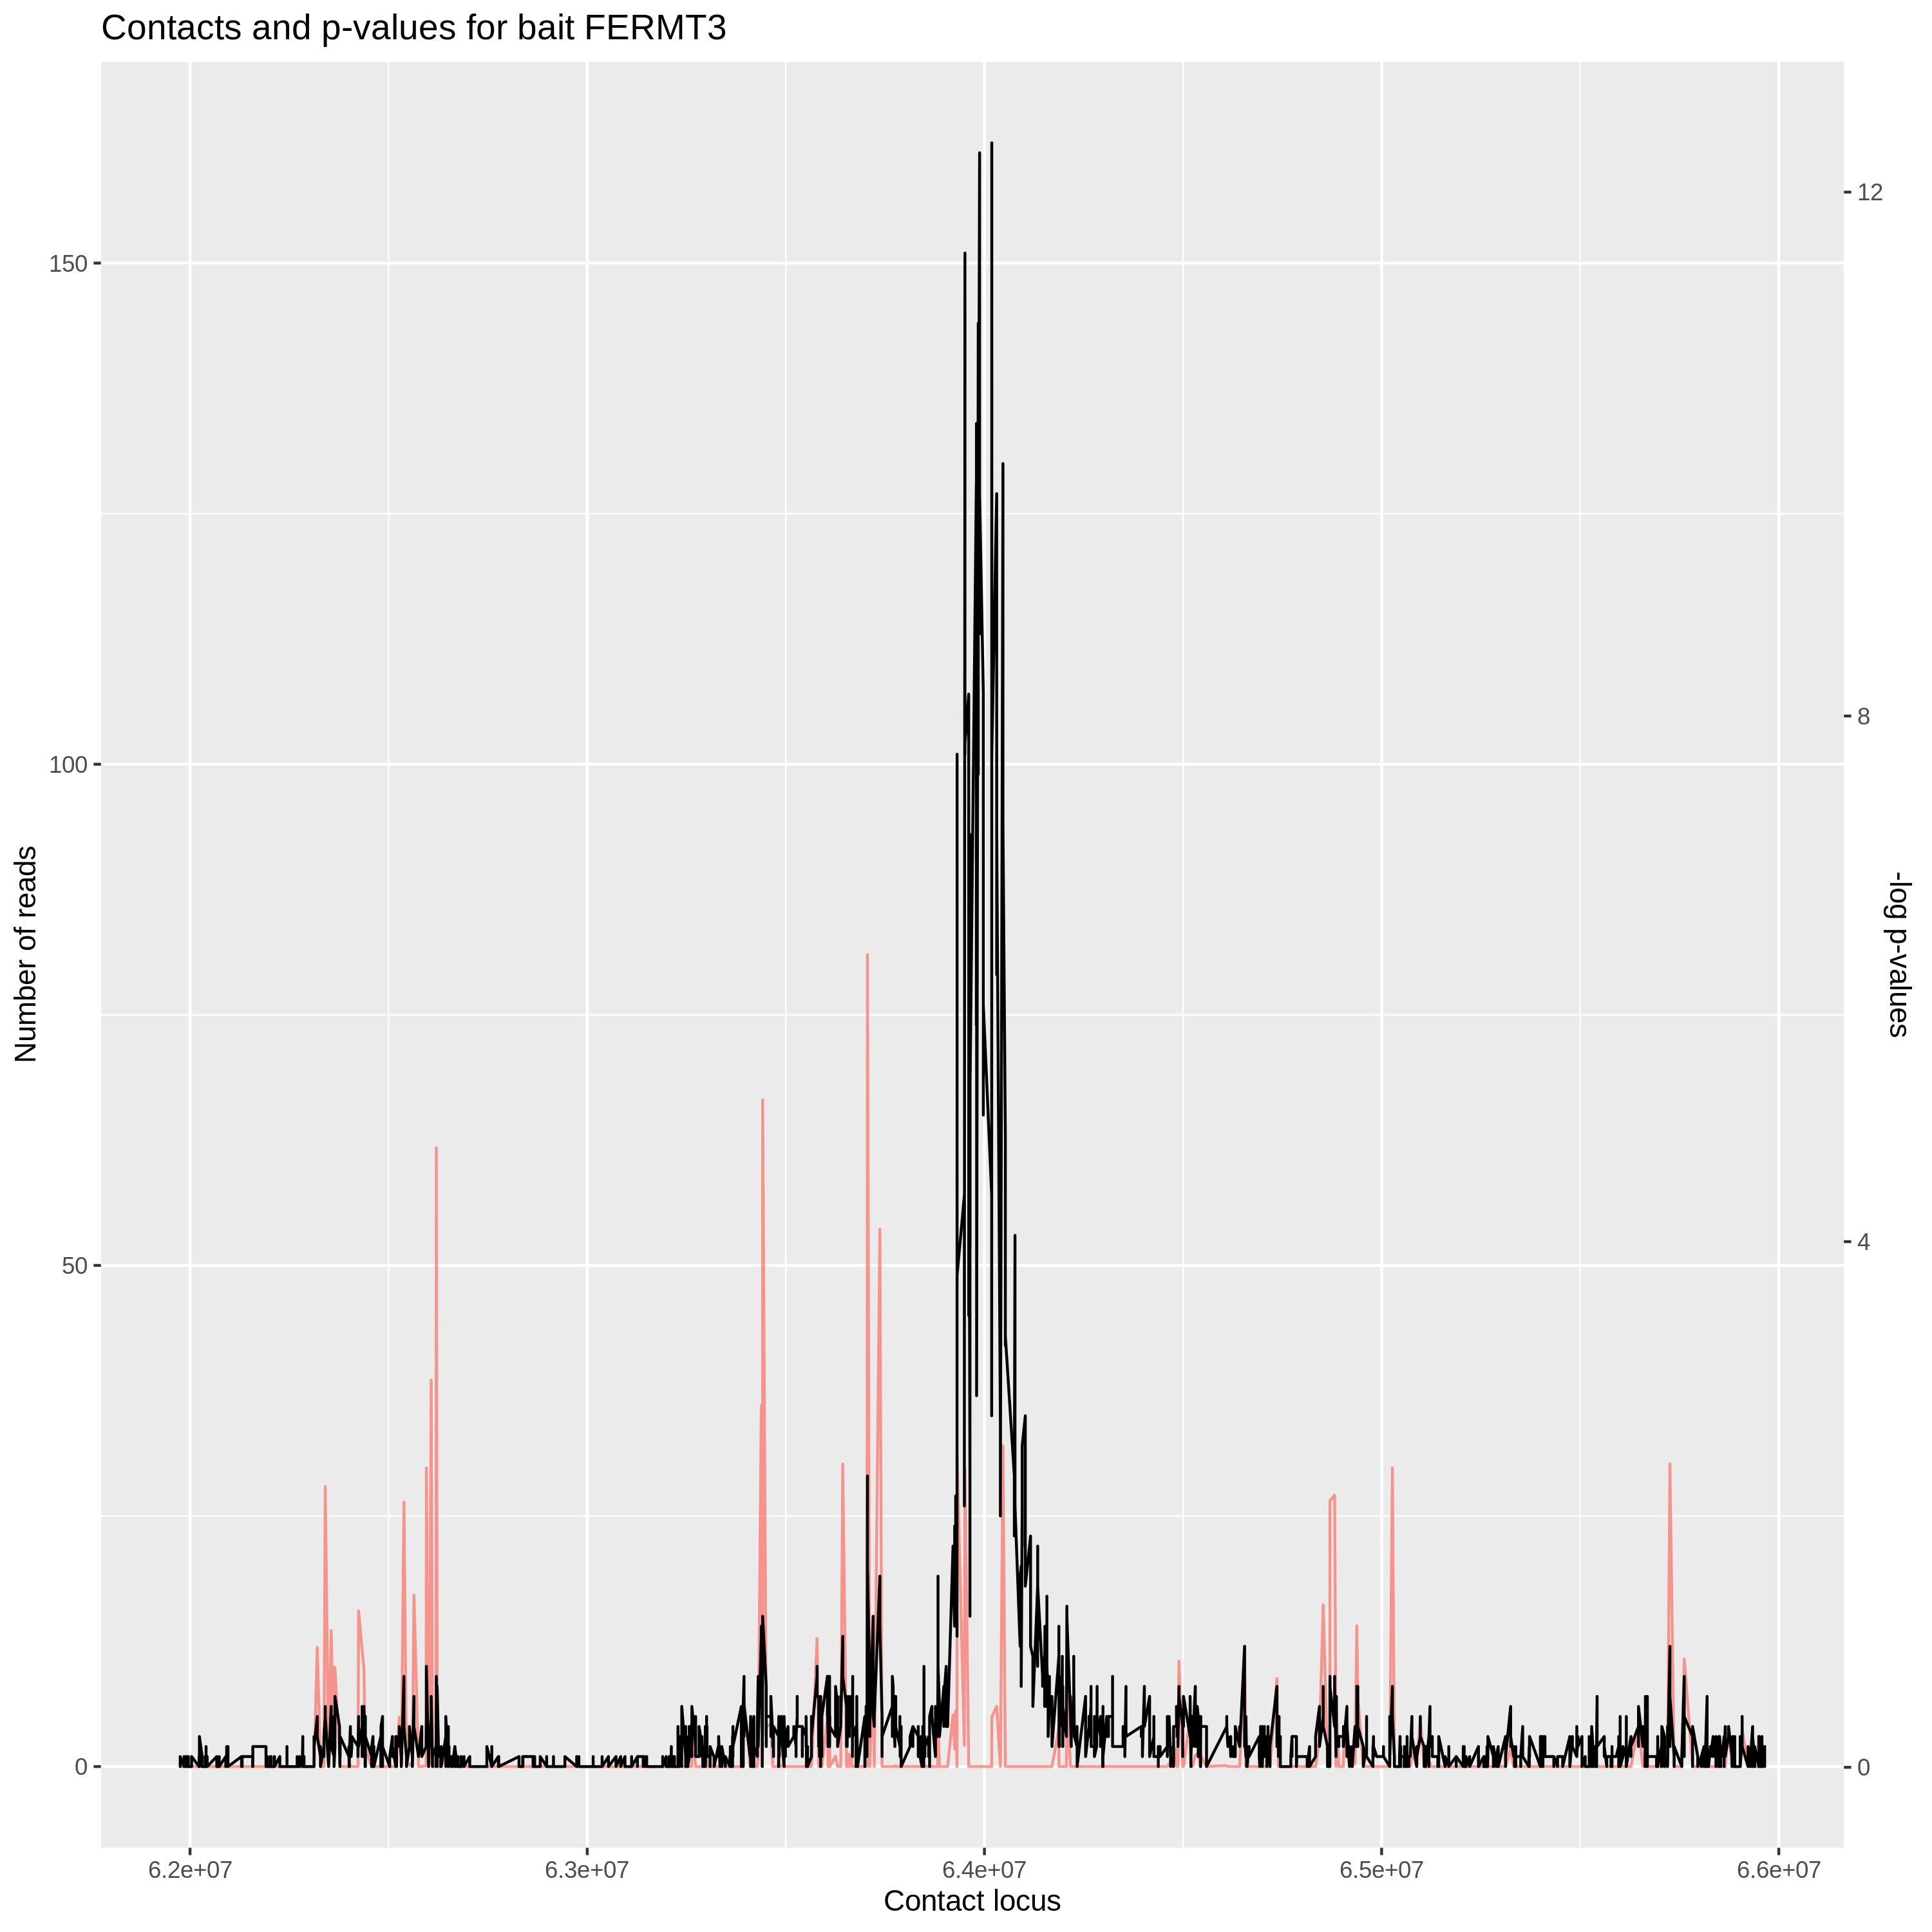 Contacts and p-values for bait FERMT3
150
100
50
0
12
8
4
0
Number of reads
-log p-values
6.2e+07
6.3e+07
6.4e+07
6.5e+07
6.6e+07
Contact locus